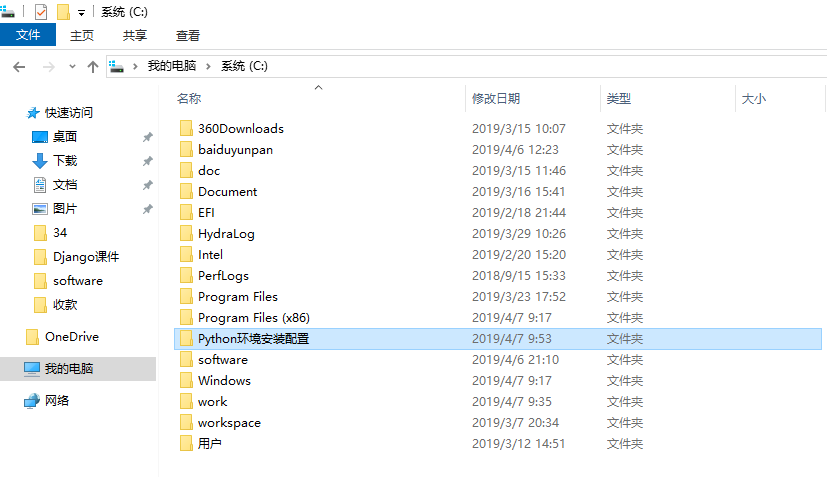 系统 (C:)
文件 主页 共享 查看
我的电脑 系统 (C:)
名称 修改日期 类型 大小
快速访问
桌面
下载
文档
图片
34
Django课件
software
收款
OneDrive
我的电脑
网络
360Downloads 2019/3/15 10:07 文件夹
baiduyunpan 2019/4/6 12:23 文件夹
doc 2019/3/15 11:46 文件夹
Document 2019/3/16 15:41 文件夹
EFI 2019/2/18 21:44 文件夹
HydraLog 2019/3/29 10:26 文件夹
Intel 2019/2/20 15:20 文件夹
PerfLogs 2018/9/15 15:33 文件夹
Program Files 2019/3/23 17:52 文件夹
Program Files (x86) 2019/4/7 9:17 文件夹
Python环境安装配置 2019/4/7 9:53 文件夹
software 2019/4/6 21:10 文件夹
Windows 2019/4/7 9:17 文件夹
work 2019/4/7 9:35 文件夹
workspace 2019/3/7 20:34 文件夹
用户 2019/3/12 14:51 文件夹